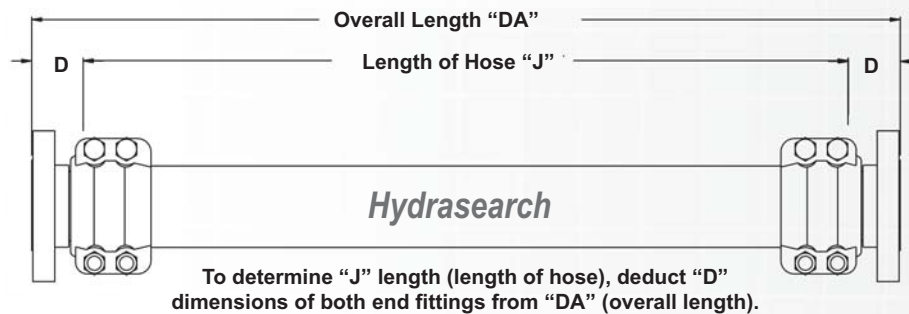 Overall Length “DA”
D
Length of Hose “J”
D
Hydrasearch
To determine “J” length (length of hose), deduct “D”
dimensions of both end fittings from “DA” (overall length).